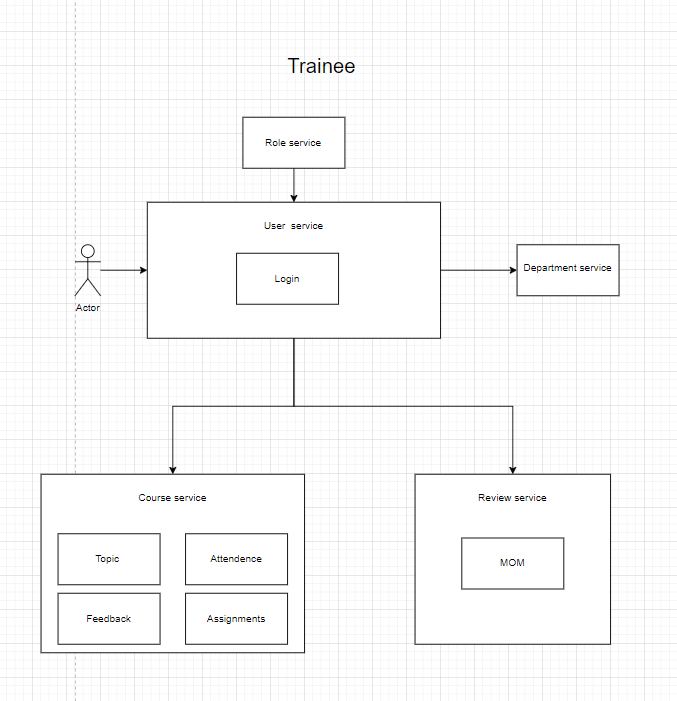 Trainee
Role service
User service
Login
Actor
Department service
Course service
Topic
Attendence
Feedback
Assignments
Review service
MOM